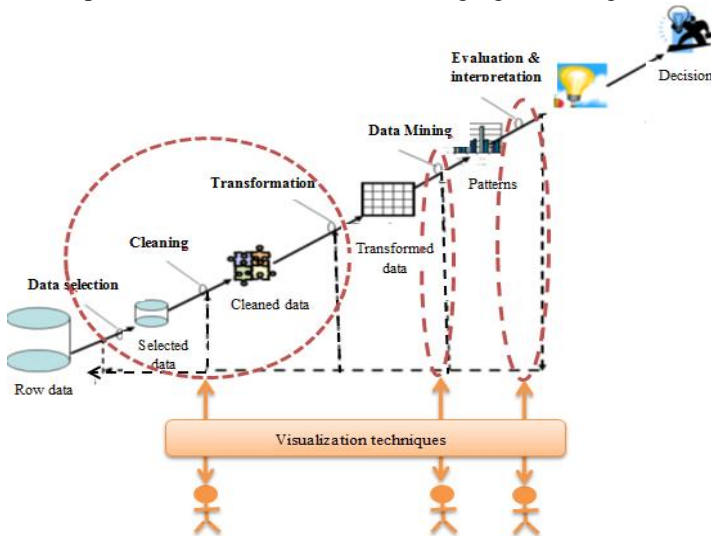 Evaluation &
interpretation
Decision
Data Mining
Patterns
Transformation
Transformed
data
Cleaning
Cleaned data
Data selection
Selected
data
Row data
Visualization techniques